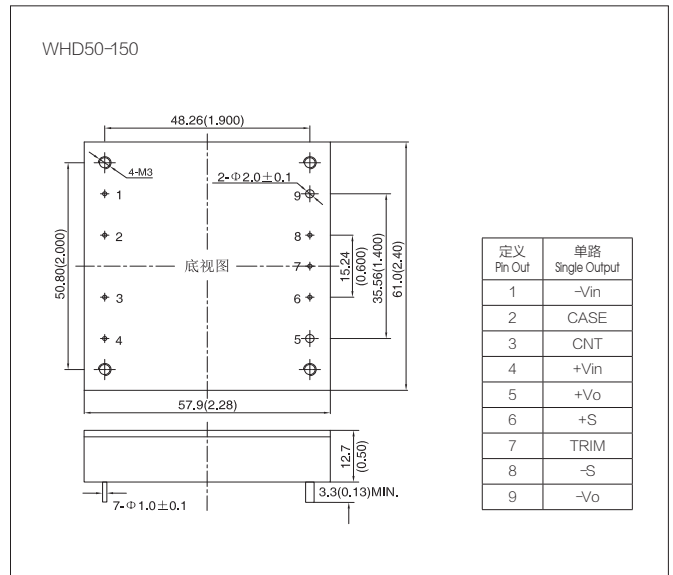 WHD50-150
48.26(1.900)
4-M3
2-Φ2.0±0.1
1
9
2
8
底视图
7
3
6
4
5
50.80(2.000)
15.24
(0.600)
35.56(1.400)
61.0(2.40)
57.9(2.28)
12.7
(0.50)
3.3(0.13)MIN.
7-Φ1.0±0.1
定义 单路
Pin Out Single Output
1 -Vin
2 CASE
3 CNT
4 +Vin
5 +Vo
6 +S
7 TRIM
8 -S
9 -Vo